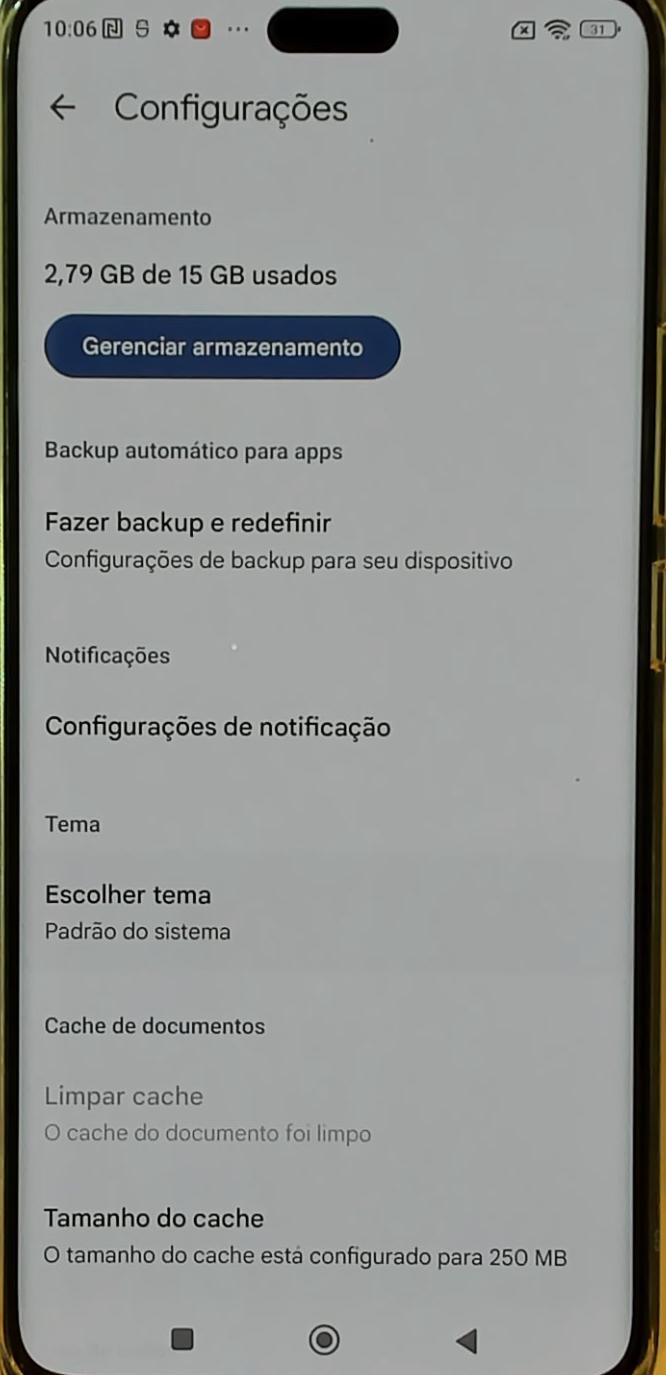 10:06
31
Configurações
Armazenamento
2,79 GB de 15 GB usados
Gerenciar armazenamento
Backup automático para apps
Fazer backup e redefinir
Configurações de backup para seu dispositivo
Notificações
Configurações de notificação
Tema
Escolher tema
Padrão do sistema
Cache de documentos
Limpar cache
O cache do documento foi limpo
Tamanho do cache
O tamanho do cache está configurado para 250 MB